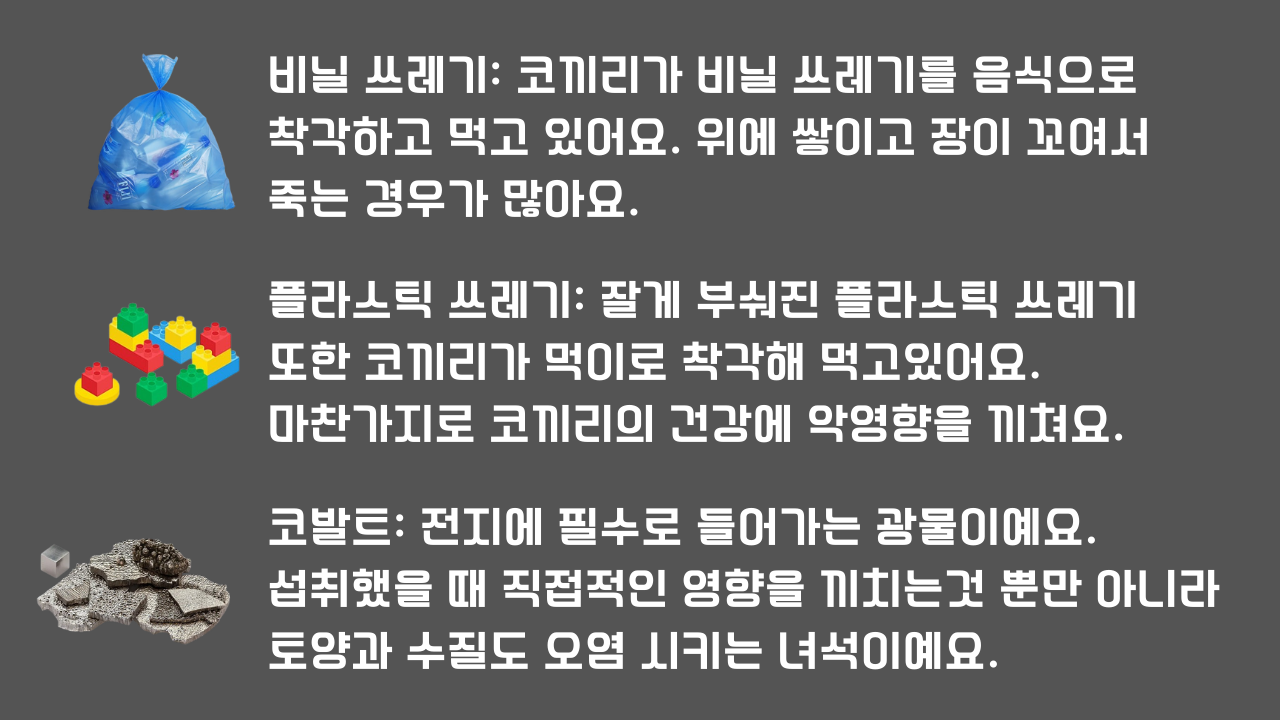 비닐 쓰레기: 코끼리가 비닐 쓰레기를 음식으로
착각하고 먹고 있어요. 위에 쌓이고 장이 꼬여서
죽는 경우가 많아요.
플라스틱 쓰레기: 잘게 부숴진 플라스틱 쓰레기
또한 코끼리가 먹이로 착각해 먹고있어요.
마찬가지로 코끼리의 건강에 악영향을 끼쳐요.
코발트: 전지에 필수로 들어가는 광물이예요.
섭취했을 때 직접적인 영향을 끼치는것 뿐만 아니라
토양과 수질도 오염 시키는 녀석이예요.